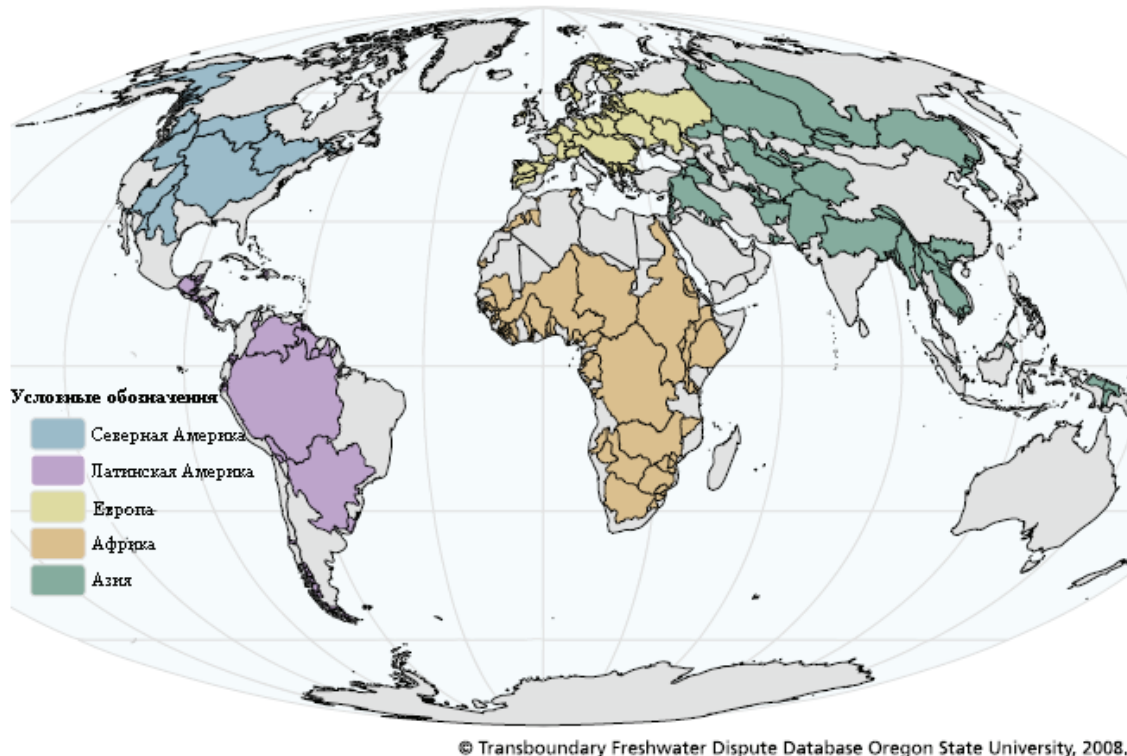 Условные обозначения
Северная Америка
Латинская Америка
Европа
Африка
Азия
© Transboundary Freshwater Dispute Database Oregon State University, 2008.